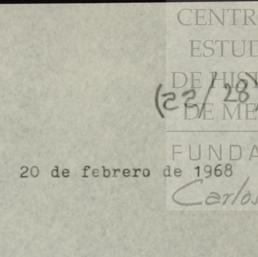 CENTR
ESTUD
DE HIS
(22/28
DE ME
FUNDA
20 de febrero de 1968
Carlos